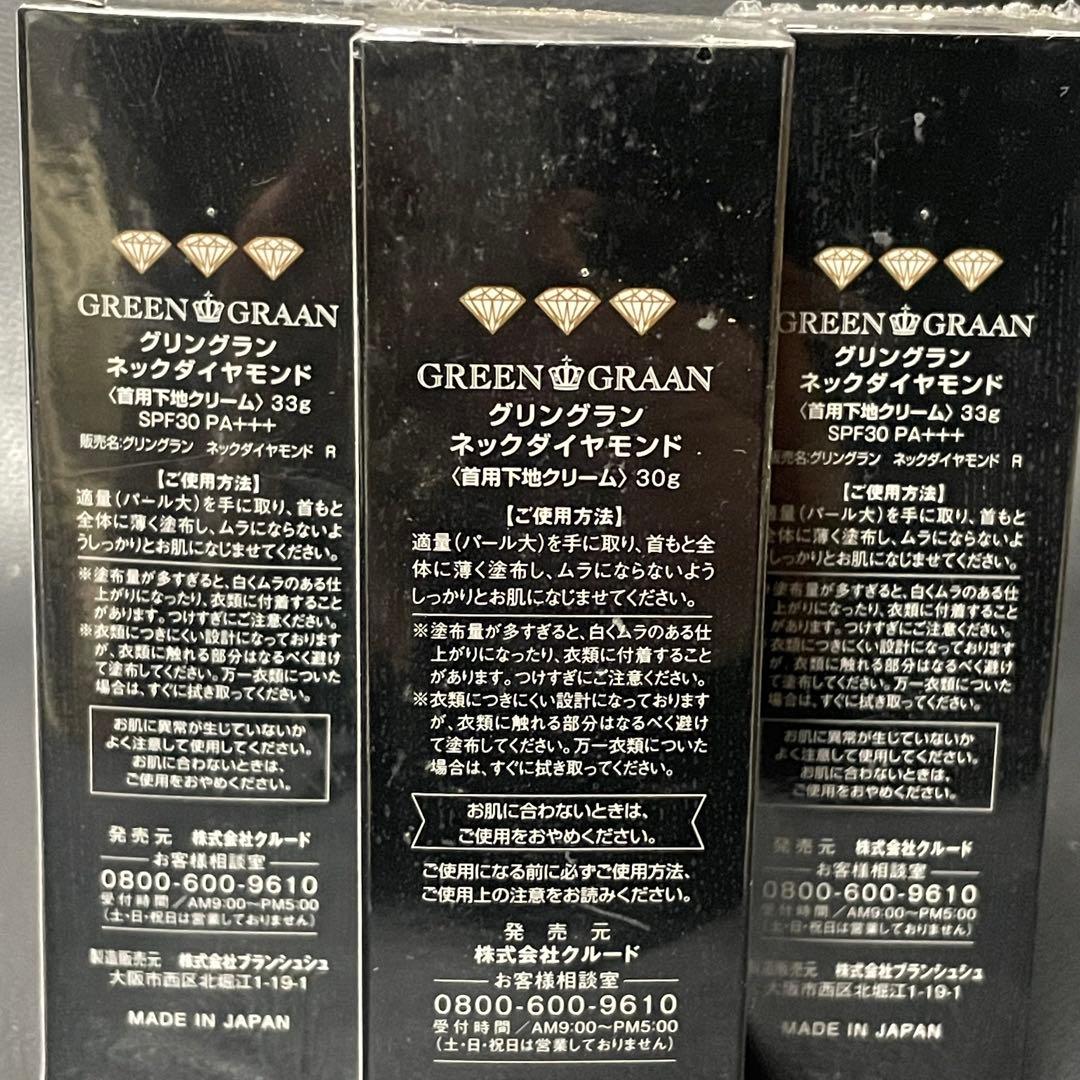 GREEN GRAAN
グリングラン
ネックダイヤモンド
〈首用下地クリーム〉33g
SPF30 PA+++
販売名:グリングラン ネックダイヤモンド R
【ご使用方法】
適量(パール大)を手に取り、首もと
全体に薄く塗布し、ムラにならないよ
うしっかりとお肌になじませてください。
※塗布量が多すぎると、白くムラのある仕
上がりになったり、衣類に付着すること
があります。つけすぎにご注意ください。
※衣類につきにくい設計になっております
が、衣類に触れる部分はなるべく避け
て塗布してください。万一衣類についた
場合は、すぐに拭き取ってください。
お肌に異常が生じていないか
よく注意して使用してください。
お肌に合わないときは、
ご使用をおやめください。
発売元 株式会社クルード
お客様相談室
0800-600-9610
受付時間/AM9:00〜PM5:00
(土・日・祝日は営業しておりません)
製造販売元 株式会社ブランシュシュ
大阪市西区北堀江1-19-1
MADE IN JAPAN
GREEN GRAAN
グリングラン
ネックダイヤモンド
〈首用下地クリーム〉30g
【ご使用方法】
適量(パール大)を手に取り、首もと全
体に薄く塗布し、ムラにならないよう
しっかりとお肌になじませてください。
※塗布量が多すぎると、白くムラのある仕
上がりになったり、衣類に付着すること
があります。つけすぎにご注意ください。
※衣類につきにくい設計になっております
が、衣類に触れる部分はなるべく避け
て塗布してください。万一衣類についた
場合は、すぐに拭き取ってください。
お肌に合わないときは、
ご使用をおやめください。
ご使用になる前に必ずご使用方法、
ご使用上の注意をお読みください。
発売元
株式会社クルード
お客様相談室
0800-600-9610
受付時間/AM9:00〜PM5:00
(土・日・祝日は営業しておりません)
GREEN GRAAN
グリングラン
ネックダイヤモンド
〈首用下地クリーム〉33g
SPF30 PA+++
販売名:グリングラン ネックダイヤモンド R
【ご使用方法】
適量(パール大)を手に取り、首もと
全体に薄く塗布し、ムラにならないよ
うしっかりとお肌になじませてください。
※塗布量が多すぎると、白くムラのある仕
上がりになったり、衣類に付着すること
があります。つけすぎにご注意ください。
※衣類につきにくい設計になっております
が、衣類に触れる部分はなるべく避け
て塗布してください。万一衣類についた
場合は、すぐに拭き取ってください。
お肌に異常が生じていないか
よく注意して使用してください。
お肌に合わないときは、
ご使用をおやめください。
発売元 株式会社クルード
お客様相談室
0800-600-9610
受付時間/AM9:00〜PM5:00
(土・日・祝日は営業しておりません)
製造販売元 株式会社ブランシュシュ
大阪市西区北堀江1-19-1
MADE IN JAPAN